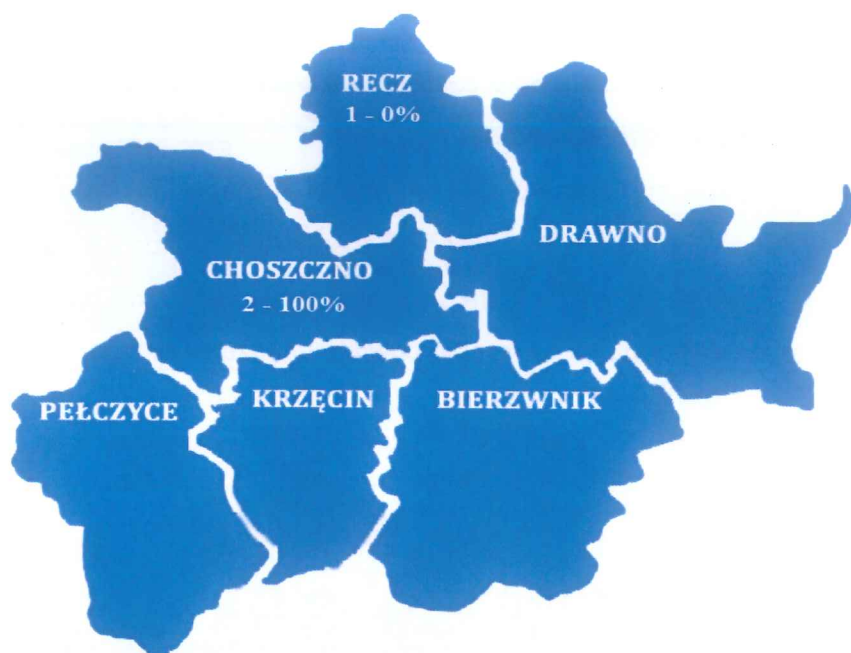 RECZ
1 - 0%
DRAWNO
CHOSZCZNO
2 - 100%
PEŁCZYCE
KRZĘCIN
BIERZWNIK